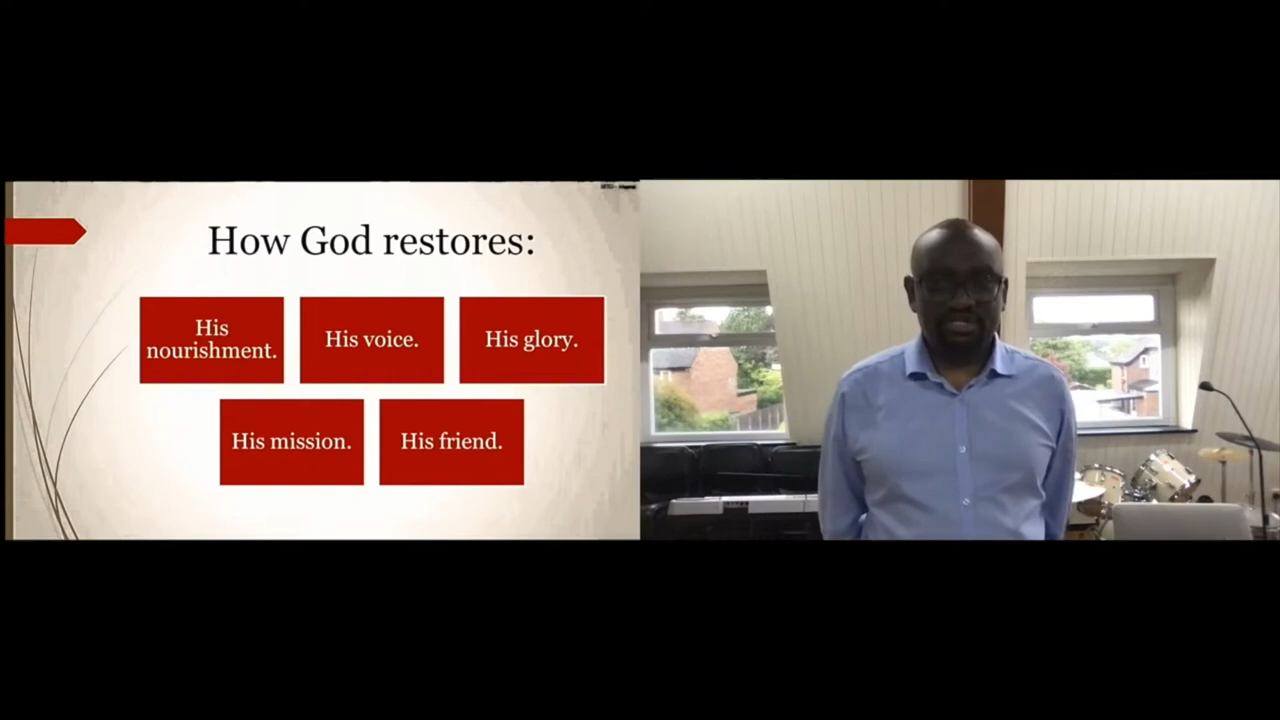 How God restores:
His
nourishment.
His voice.
His glory.
His mission.
His friend.